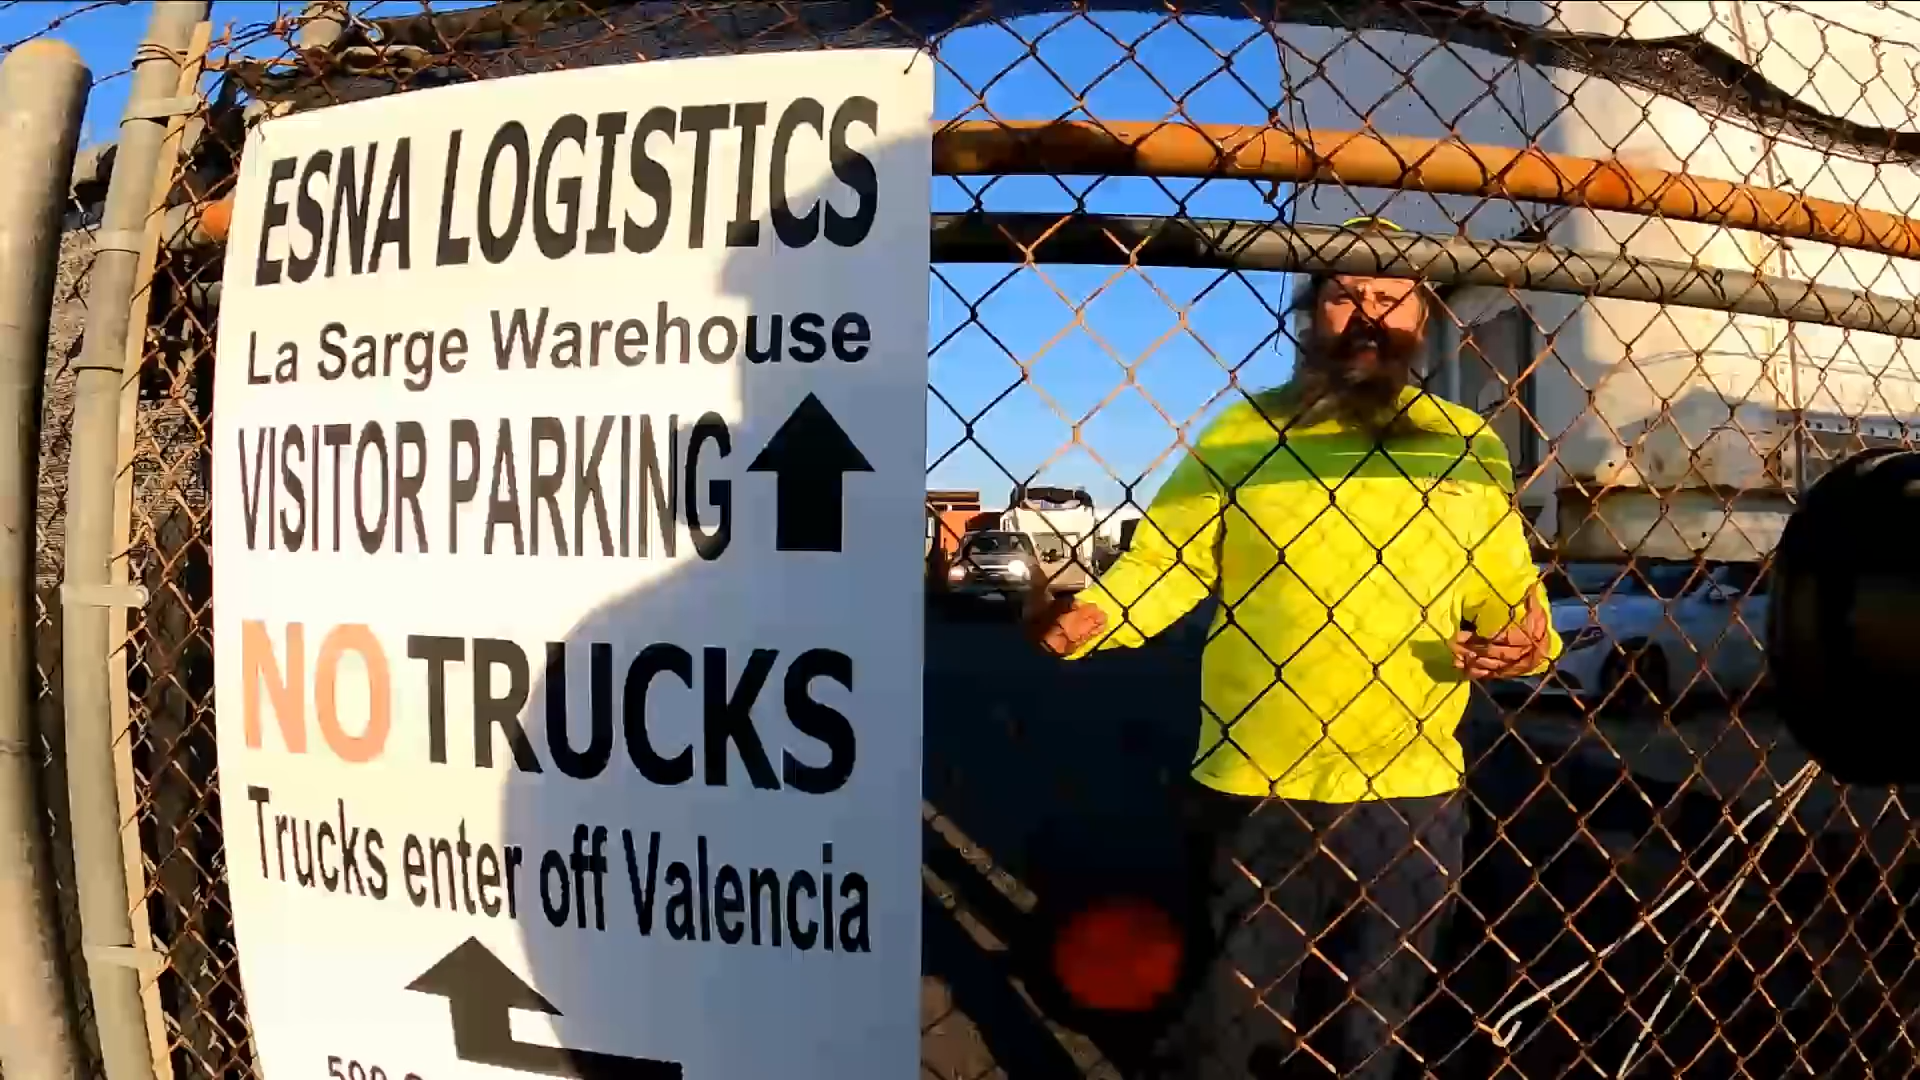 ESNA LOGISTICS
La Sarge Warehouse
VISITOR PARKING
NO TRUCKS
Trucks enter off Valencia